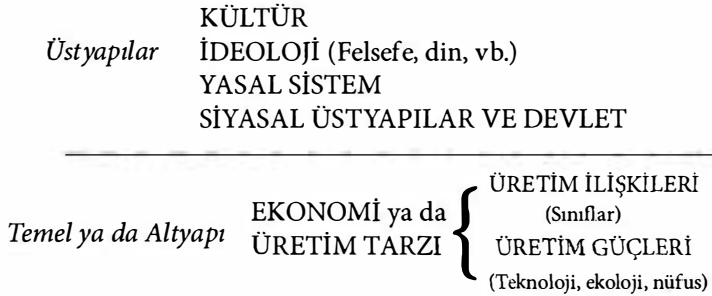 KÜLTÜR
Üstyapılar İDEOLOJİ (Felsefe, din, vb.)
YASAL SİSTEM
SİYASAL ÜSTYAPILAR VE DEVLET
ÜRETİM İLİŞKİLERİ
EKONOMİ ya da (Sınıflar)
Temel ya da Altyapı
ÜRETİM TARZI ÜRETİM GÜÇLERİ
(Teknoloji, ekoloji, nüfus)